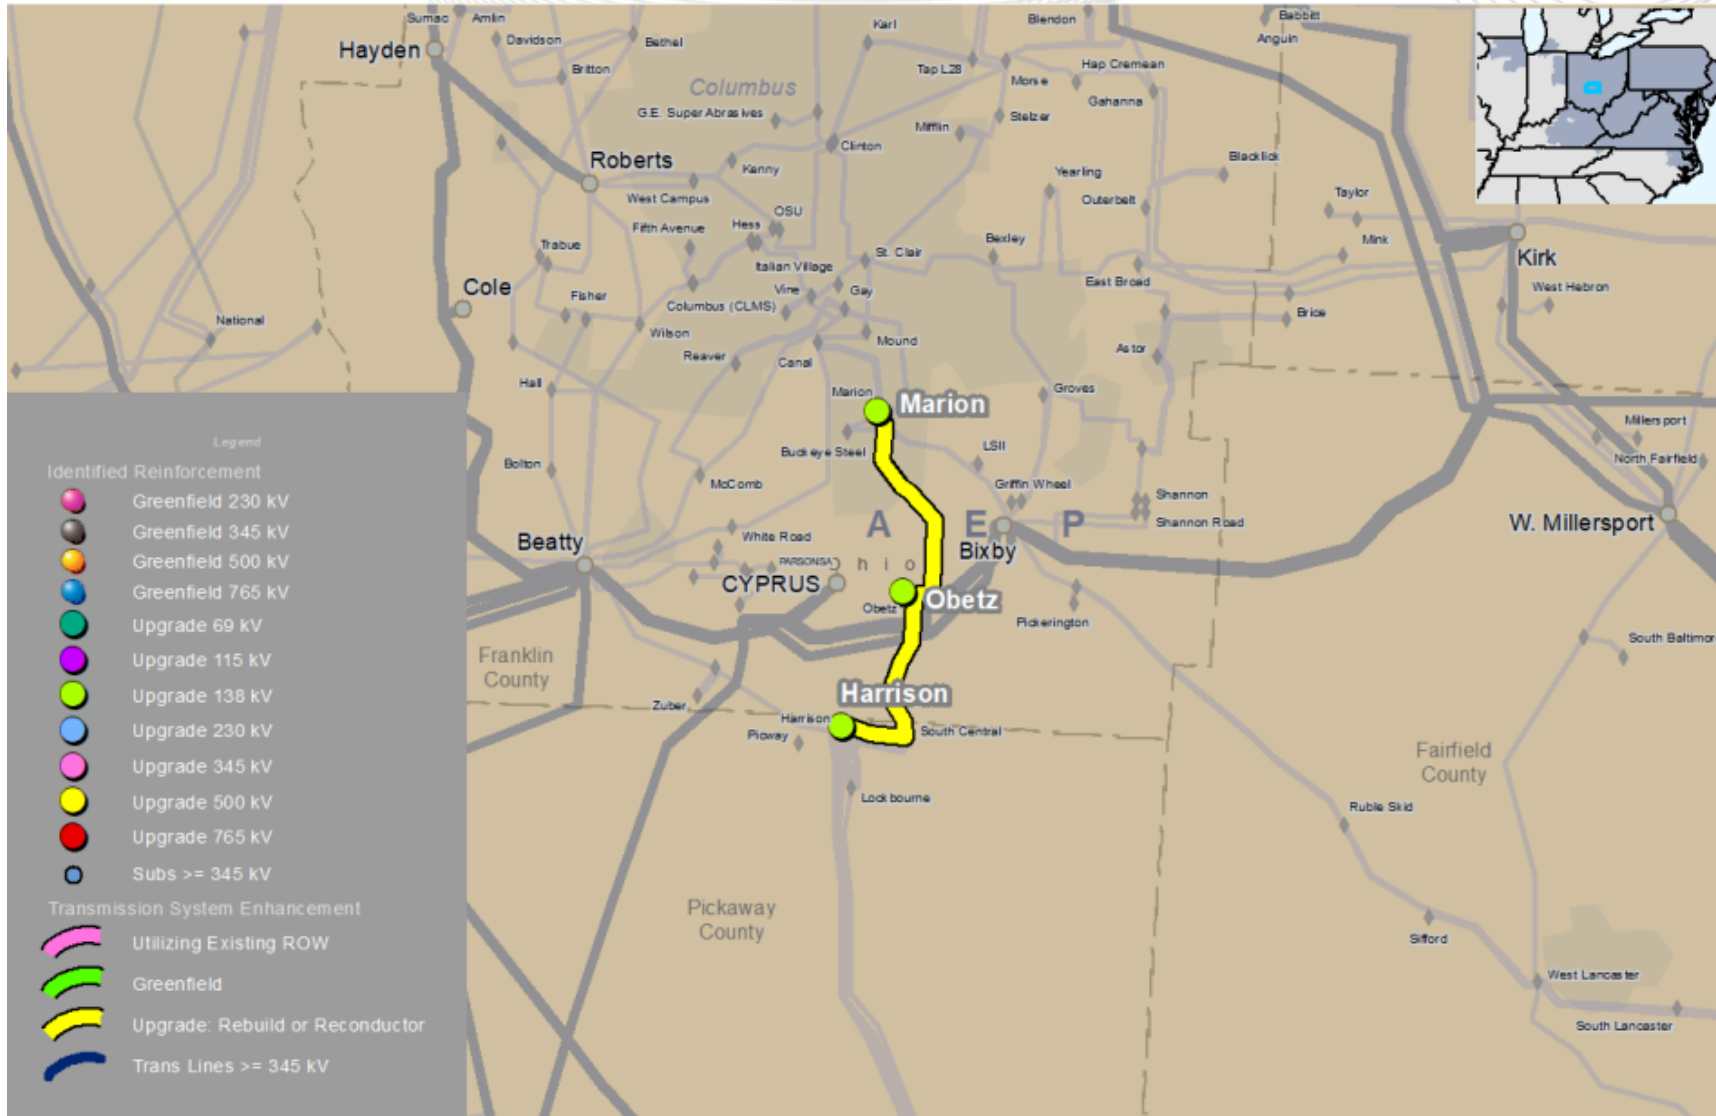 Sumac
Amlin
Karl
Blendon
Babbitt
Hayden
Davidson
Bethel
Anguin
Britton
Tap L28
Hap Cremean
Morse
Columbus
Gahanna
G.E. Super Abrasives
Stelzer
Mifflin
Clinton
Roberts
Kenny
Blacklick
Yearling
West Campus
Taylor
OSU
Outerbelt
Fifth Avenue
Hess
Trabue
Bexley
Mink
St. Clair
Kirk
Italian Village
East Broad
Cole
Vine
Gay
West Hebron
Fisher
Columbus (CLMS)
Brice
National
Wilson
Mound
Astor
Reaver
Canal
Hall
Marion
Groves
Marion
Millersport
LSII
Buckeye Steel
North Fairfield
Bolton
McComb
Griffin Wheel
Shannon
A E P
Shannon Road
W. Millersport
Beatty
White Road
Bixby
PARSONSA
Ohio
CYPRUS
Obetz
Obetz
Pickerington
South Baltimor
Franklin
County
Harrison
Zuber
Harrison
Picway
South Central
Fairfield
County
Lockbourne
Ruble Skid
Pickaway
County
Sifford
West Lancaster
South Lancaster
Legend
Identified Reinforcement
Greenfield 230 kV
Greenfield 345 kV
Greenfield 500 kV
Greenfield 765 kV
Upgrade 69 kV
Upgrade 115 kV
Upgrade 138 kV
Upgrade 230 kV
Upgrade 345 kV
Upgrade 500 kV
Upgrade 765 kV
Subs >= 345 kV
Transmission System Enhancement
Utilizing Existing ROW
Greenfield
Upgrade: Rebuild or Reconductor
Trans Lines >= 345 kV